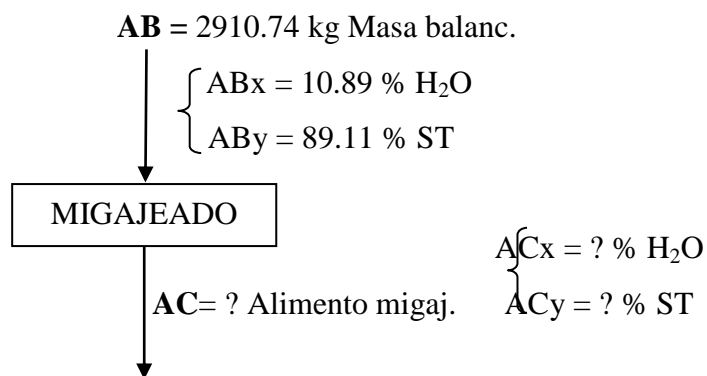 AB = 2910.74 kg Masa balanc.
ABx = 10.89 % H₂O
ABy = 89.11 % ST
MIGAJEADO
ACx = ? % H₂O
AC= ? Alimento migaj.
ACy = ? % ST